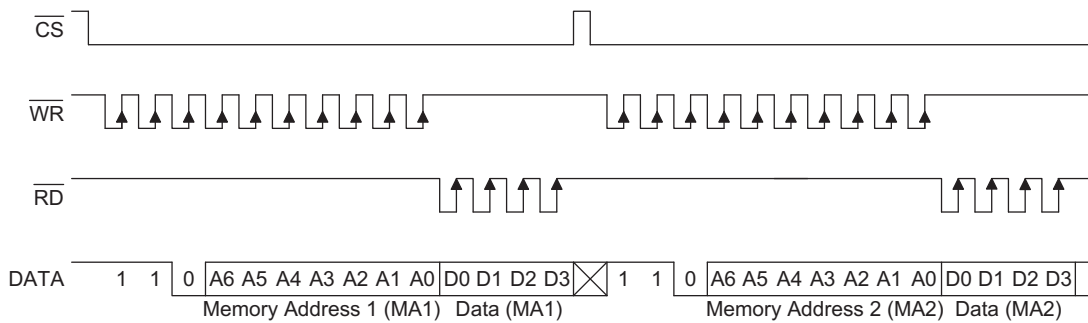 CS
WR
RD
DATA 1 1 0 A6 A5 A4 A3 A2 A1 A0 D0 D1 D2 D3 1 1 0 A6 A5 A4 A3 A2 A1 A0 D0 D1 D2 D3
Memory Address 1 (MA1) Data (MA1) Memory Address 2 (MA2) Data (MA2)